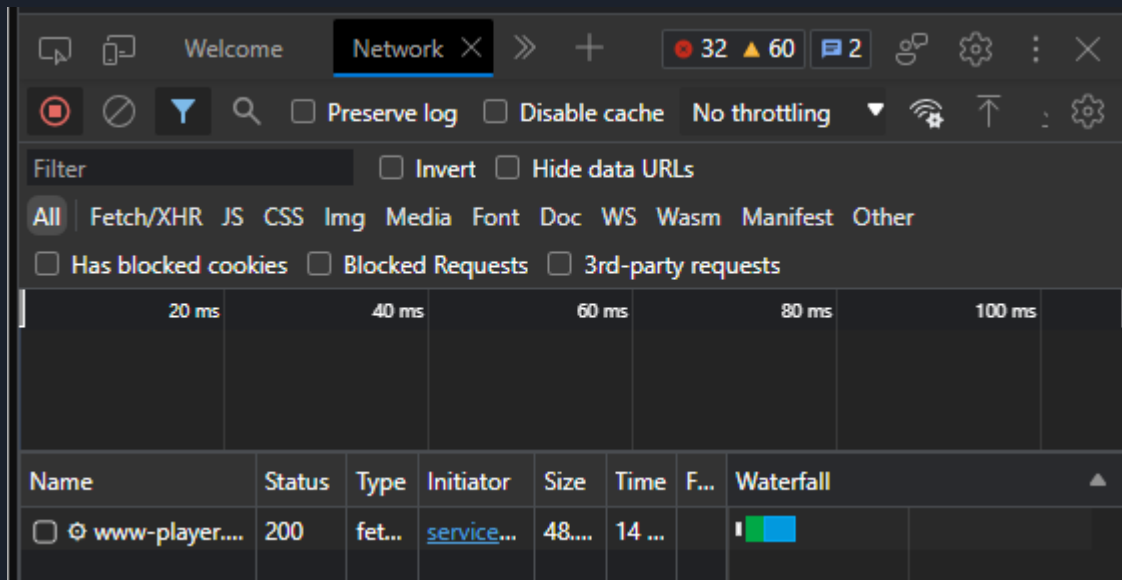 Welcome Network 32 60 2
Preserve log Disable cache No throttling
Filter Invert Hide data URLs
All Fetch/XHR JS CSS Img Media Font Doc WS Wasm Manifest Other
Has blocked cookies Blocked Requests 3rd-party requests
20 ms 40 ms 60 ms 80 ms 100 ms
Name Status Type Initiator Size Time F... Waterfall
www-player.... 200 fet... service... 48.... 14 ...